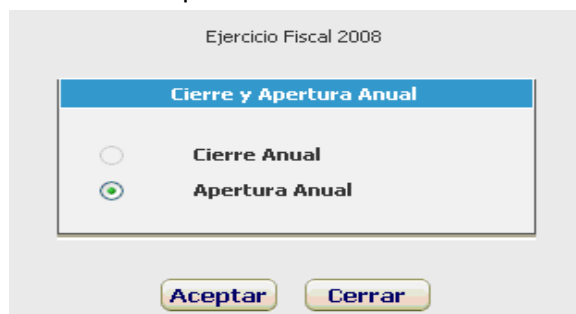 Ejercicio Fiscal 2008
Cierre y Apertura Anual
Cierre Anual
Apertura Anual
Aceptar Cerrar